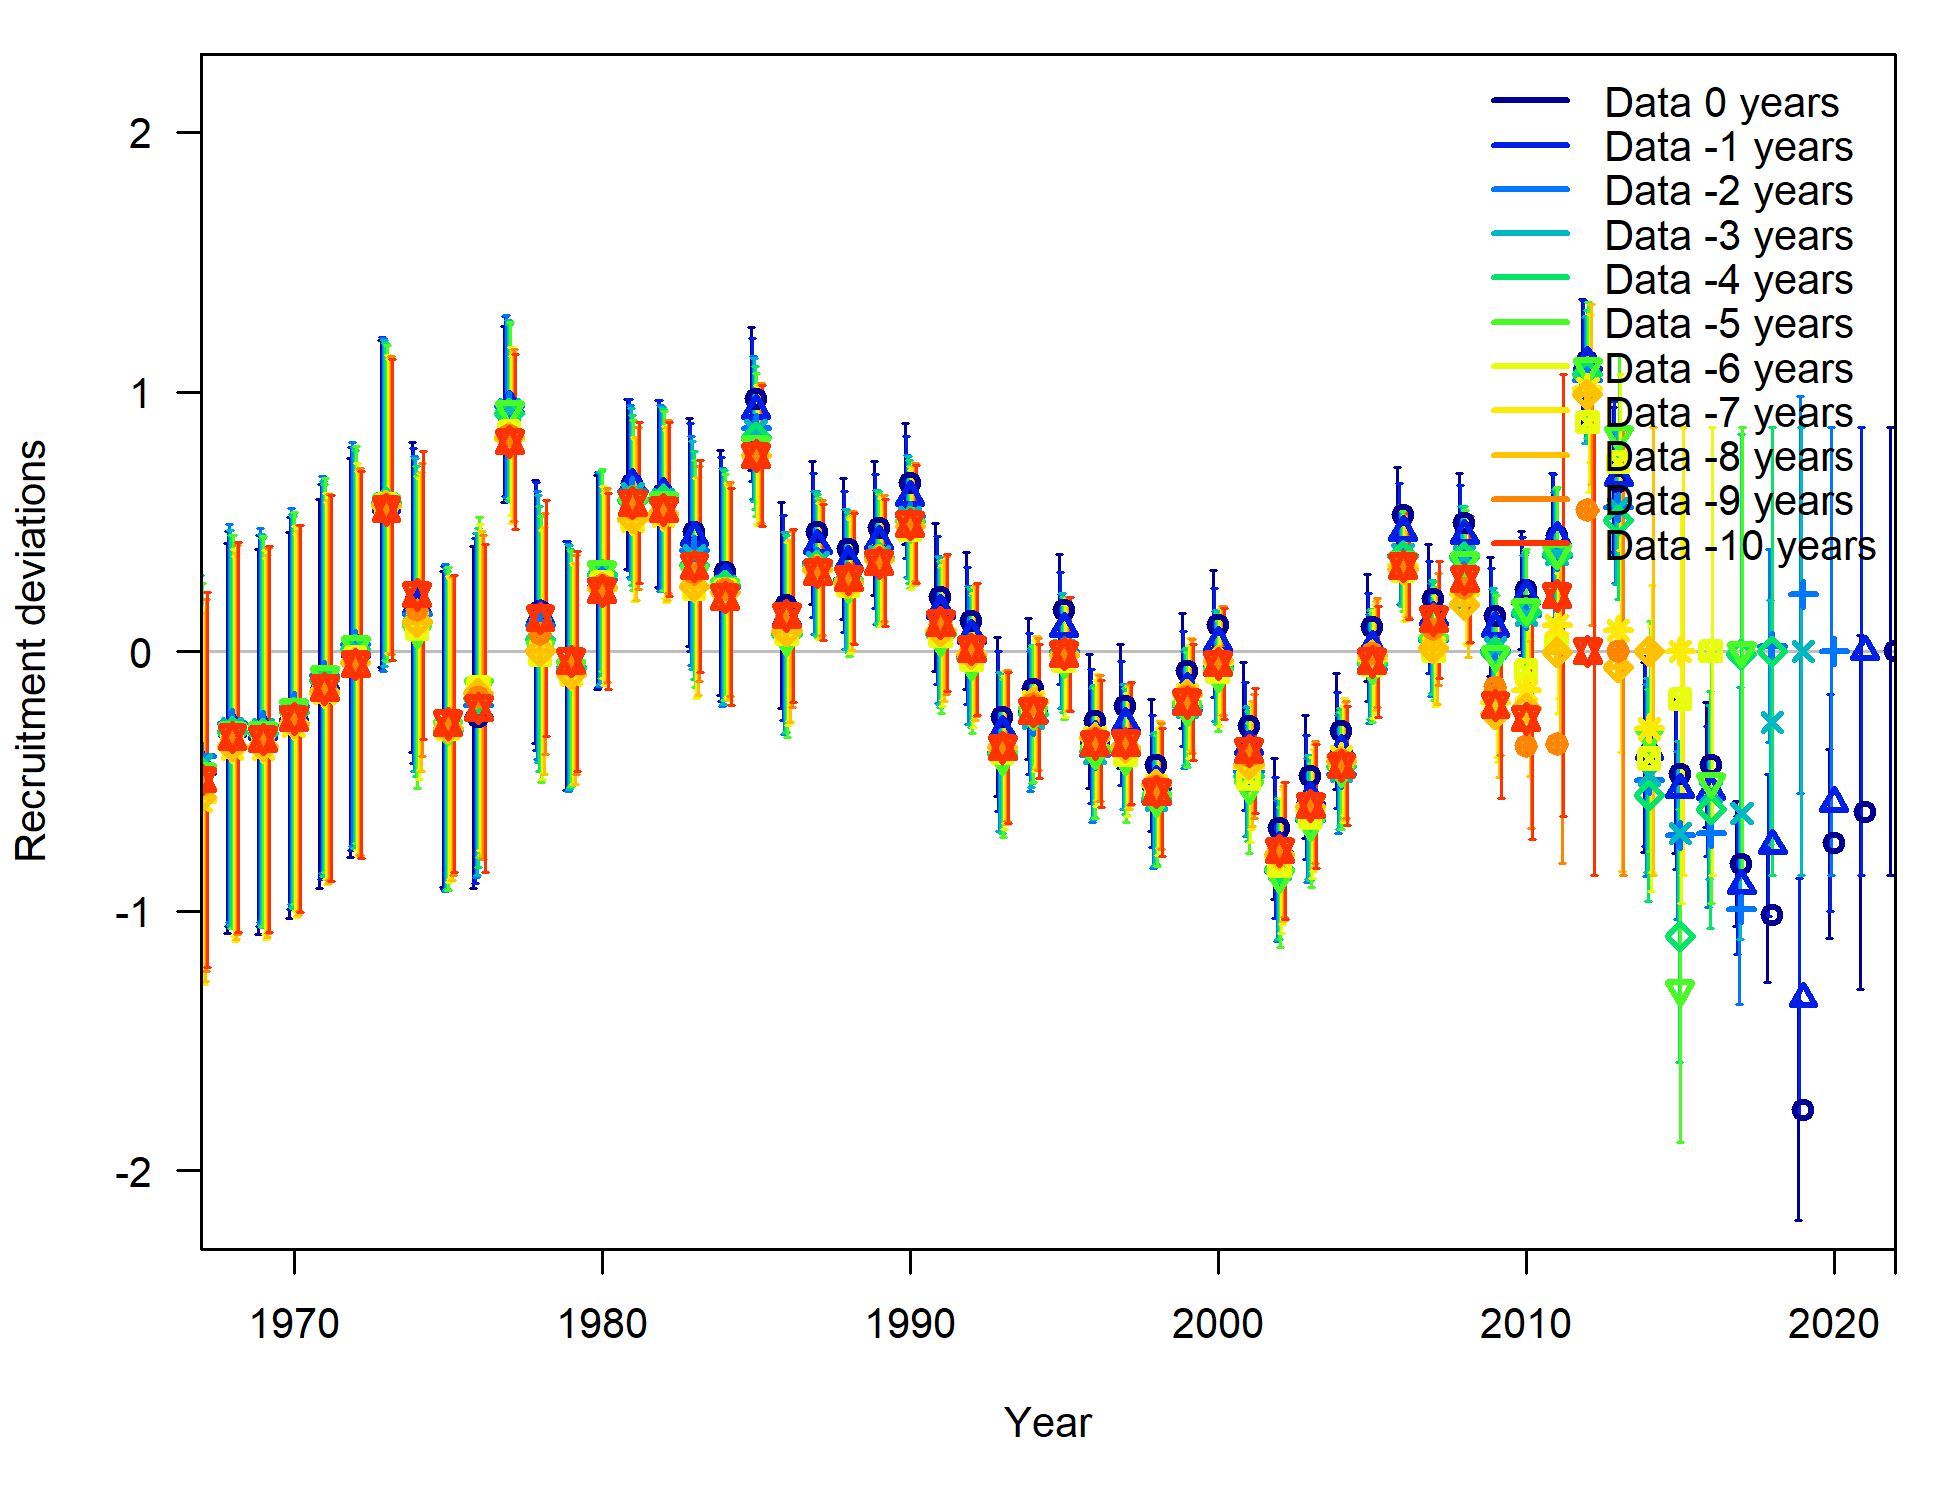 Data 0 years
Data -1 years
Data -2 years
Data -3 years
Data -4 years
Data -5 years
Data -6 years
Data -7 years
Data -8 years
Data -9 years
Data -10 years
2
1
0
-1
-2
Recruitment deviations
1970 1980 1990 2000 2010 2020
Year